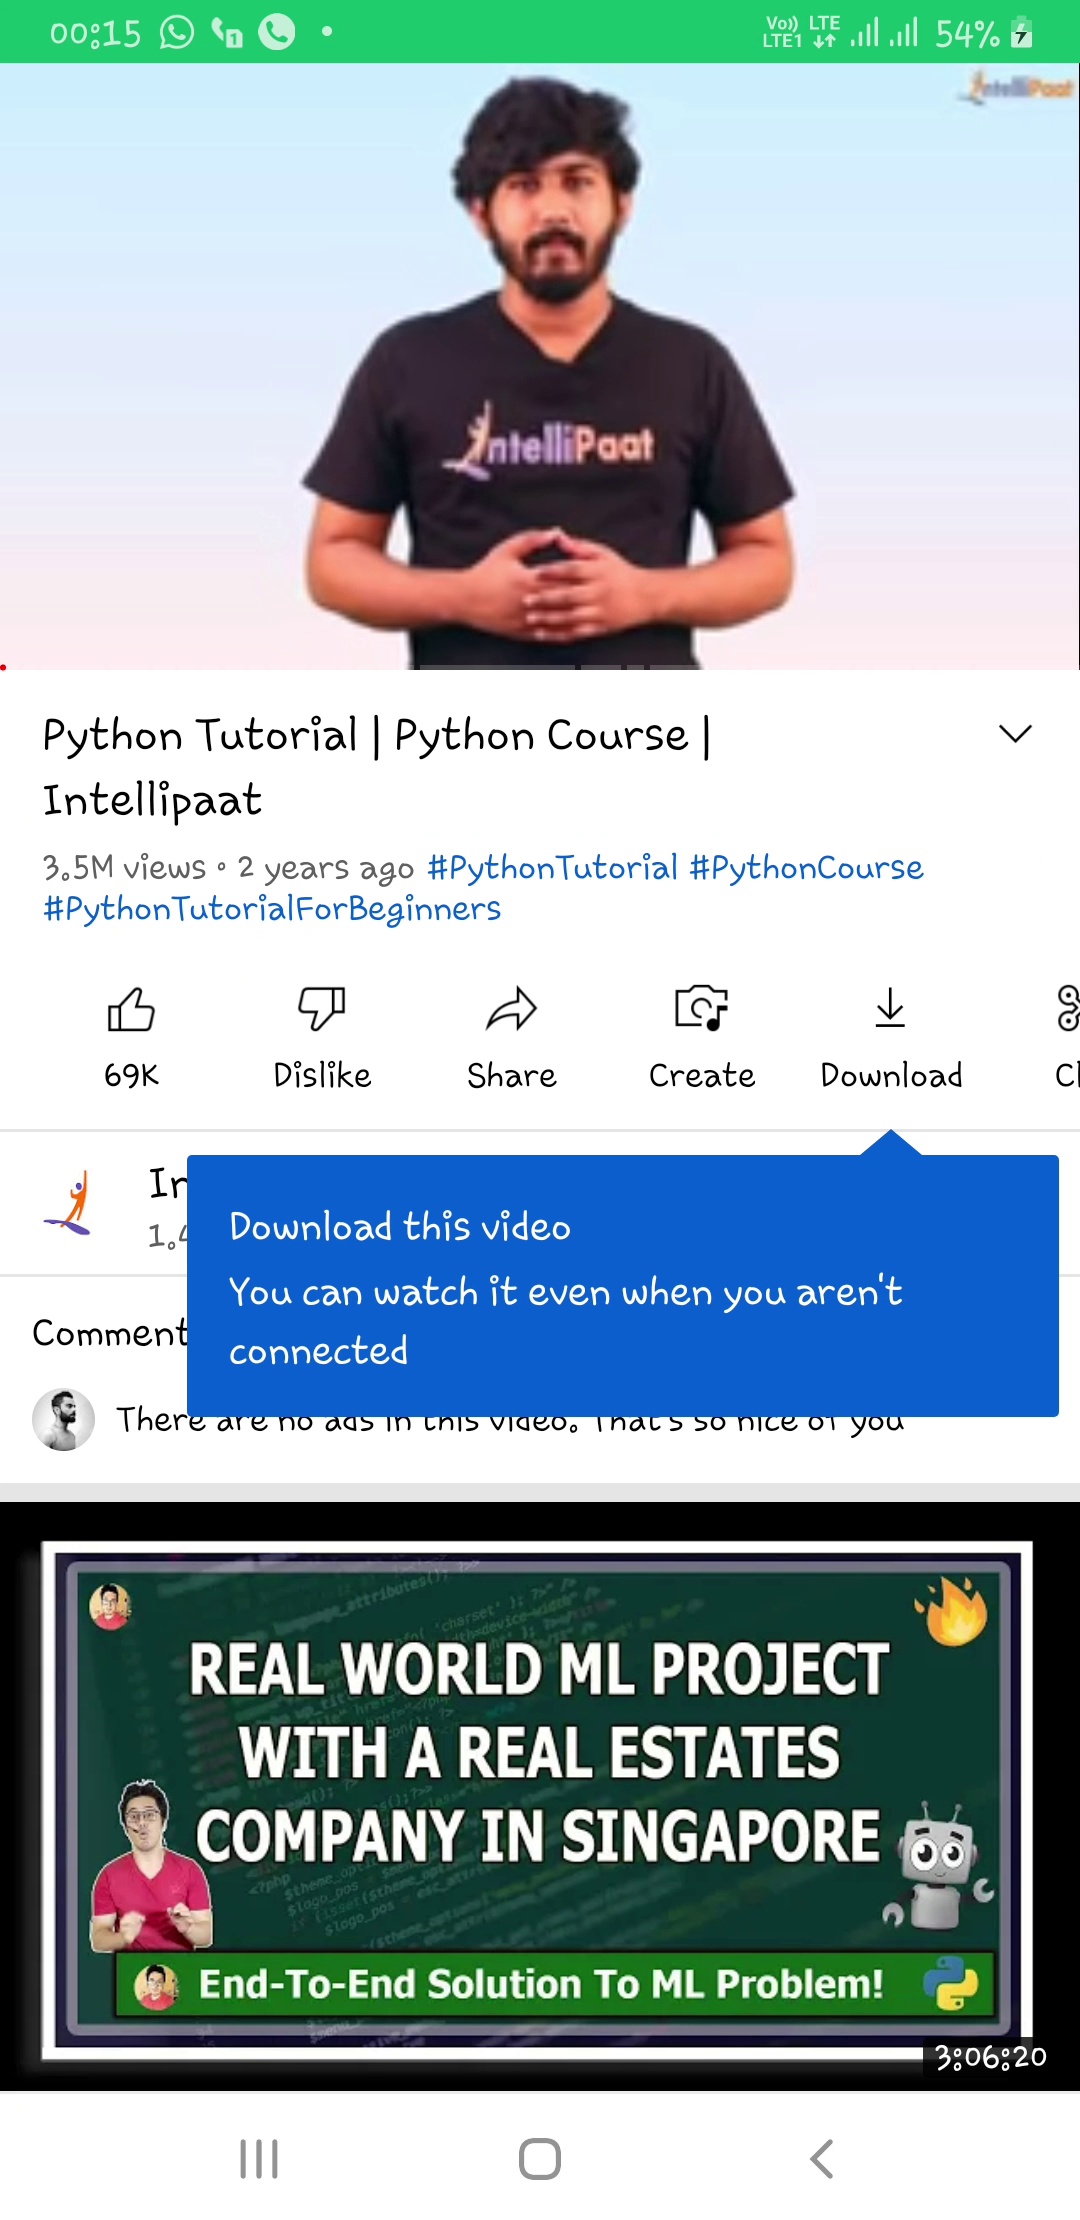 00:15
1
Vo)) LTE
LTE1
54%
IntelliPaat
IntelliPaat
Python Tutorial | Python Course |
Intellipaat
3.5M views • 2 years ago #PythonTutorial #PythonCourse
#PythonTutorialForBeginners
69K
Dislike
Share
Create
Download
Cl
In
1.4
Download this video
You can watch it even when you aren't
connected
Comment
There are no ads in this video. That's so nice of you
REAL WORLD ML PROJECT
WITH A REAL ESTATES
COMPANY IN SINGAPORE
End-To-End Solution To ML Problem!
3:06:20